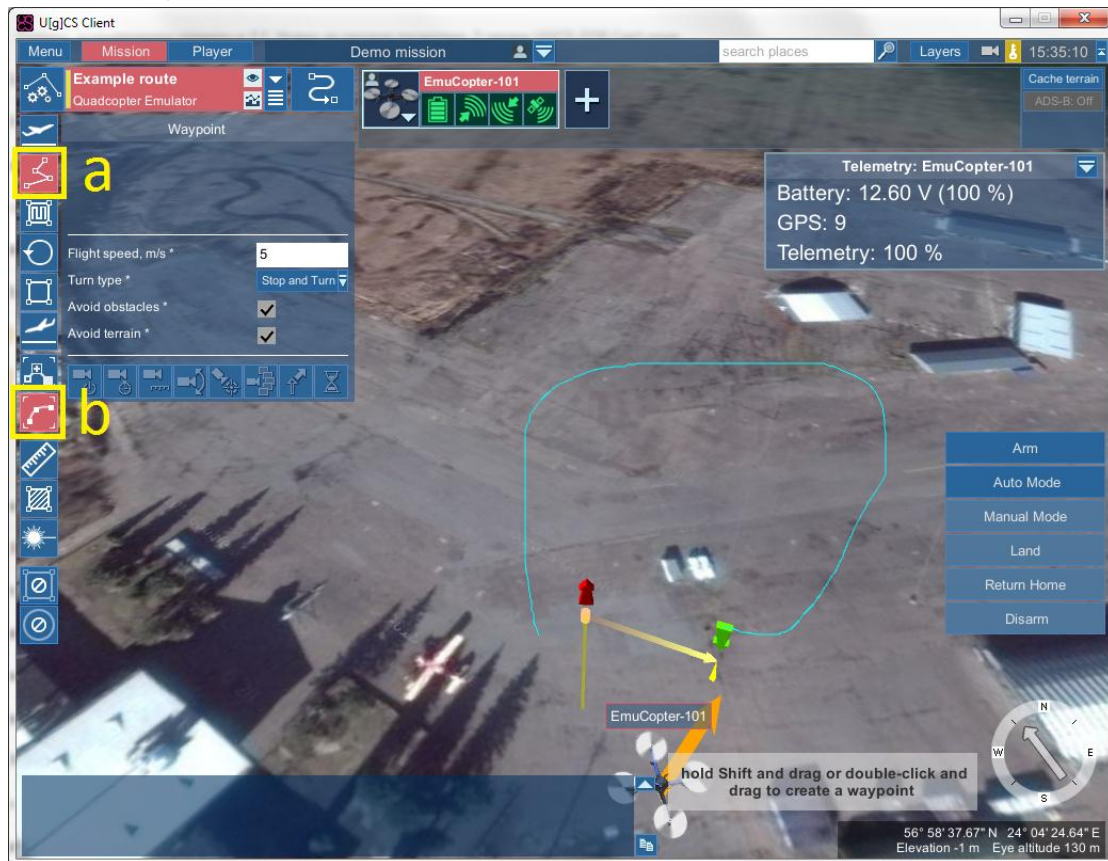 U[g]CS Client
Menu
Mission
Player
Demo mission
search places
Layers
15:35:10
Example route
Quadcopter Emulator
EmuCopter-101
Cache terrain
ADS-B: Off
Waypoint
a
Telemetry: EmuCopter-101
Battery: 12.60 V (100 %)
GPS: 9
Telemetry: 100 %
Flight speed, m/s *
5
Turn type *
Stop and Turn
Avoid obstacles *
Avoid terrain *
b
Arm
Auto Mode
Manual Mode
Land
Return Home
Disarm
EmuCopter-101
hold Shift and drag or double-click and
drag to create a waypoint
N
W
E
S
56° 58' 37.67" N 24° 04' 24.64" E
Elevation -1 m Eye altitude 130 m